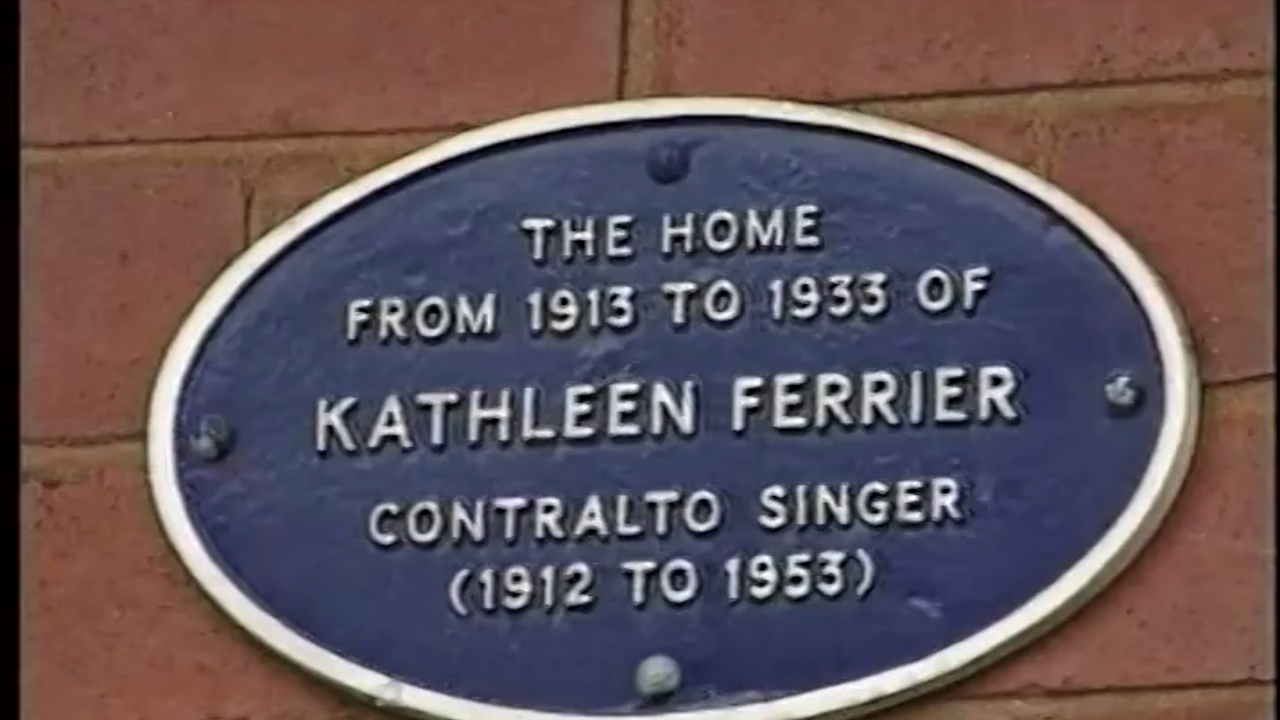 THE HOME
FROM 1913 TO 1933 OF
KATHLEEN FERRIER
CONTRALTO SINGER
(1912 TO 1953)